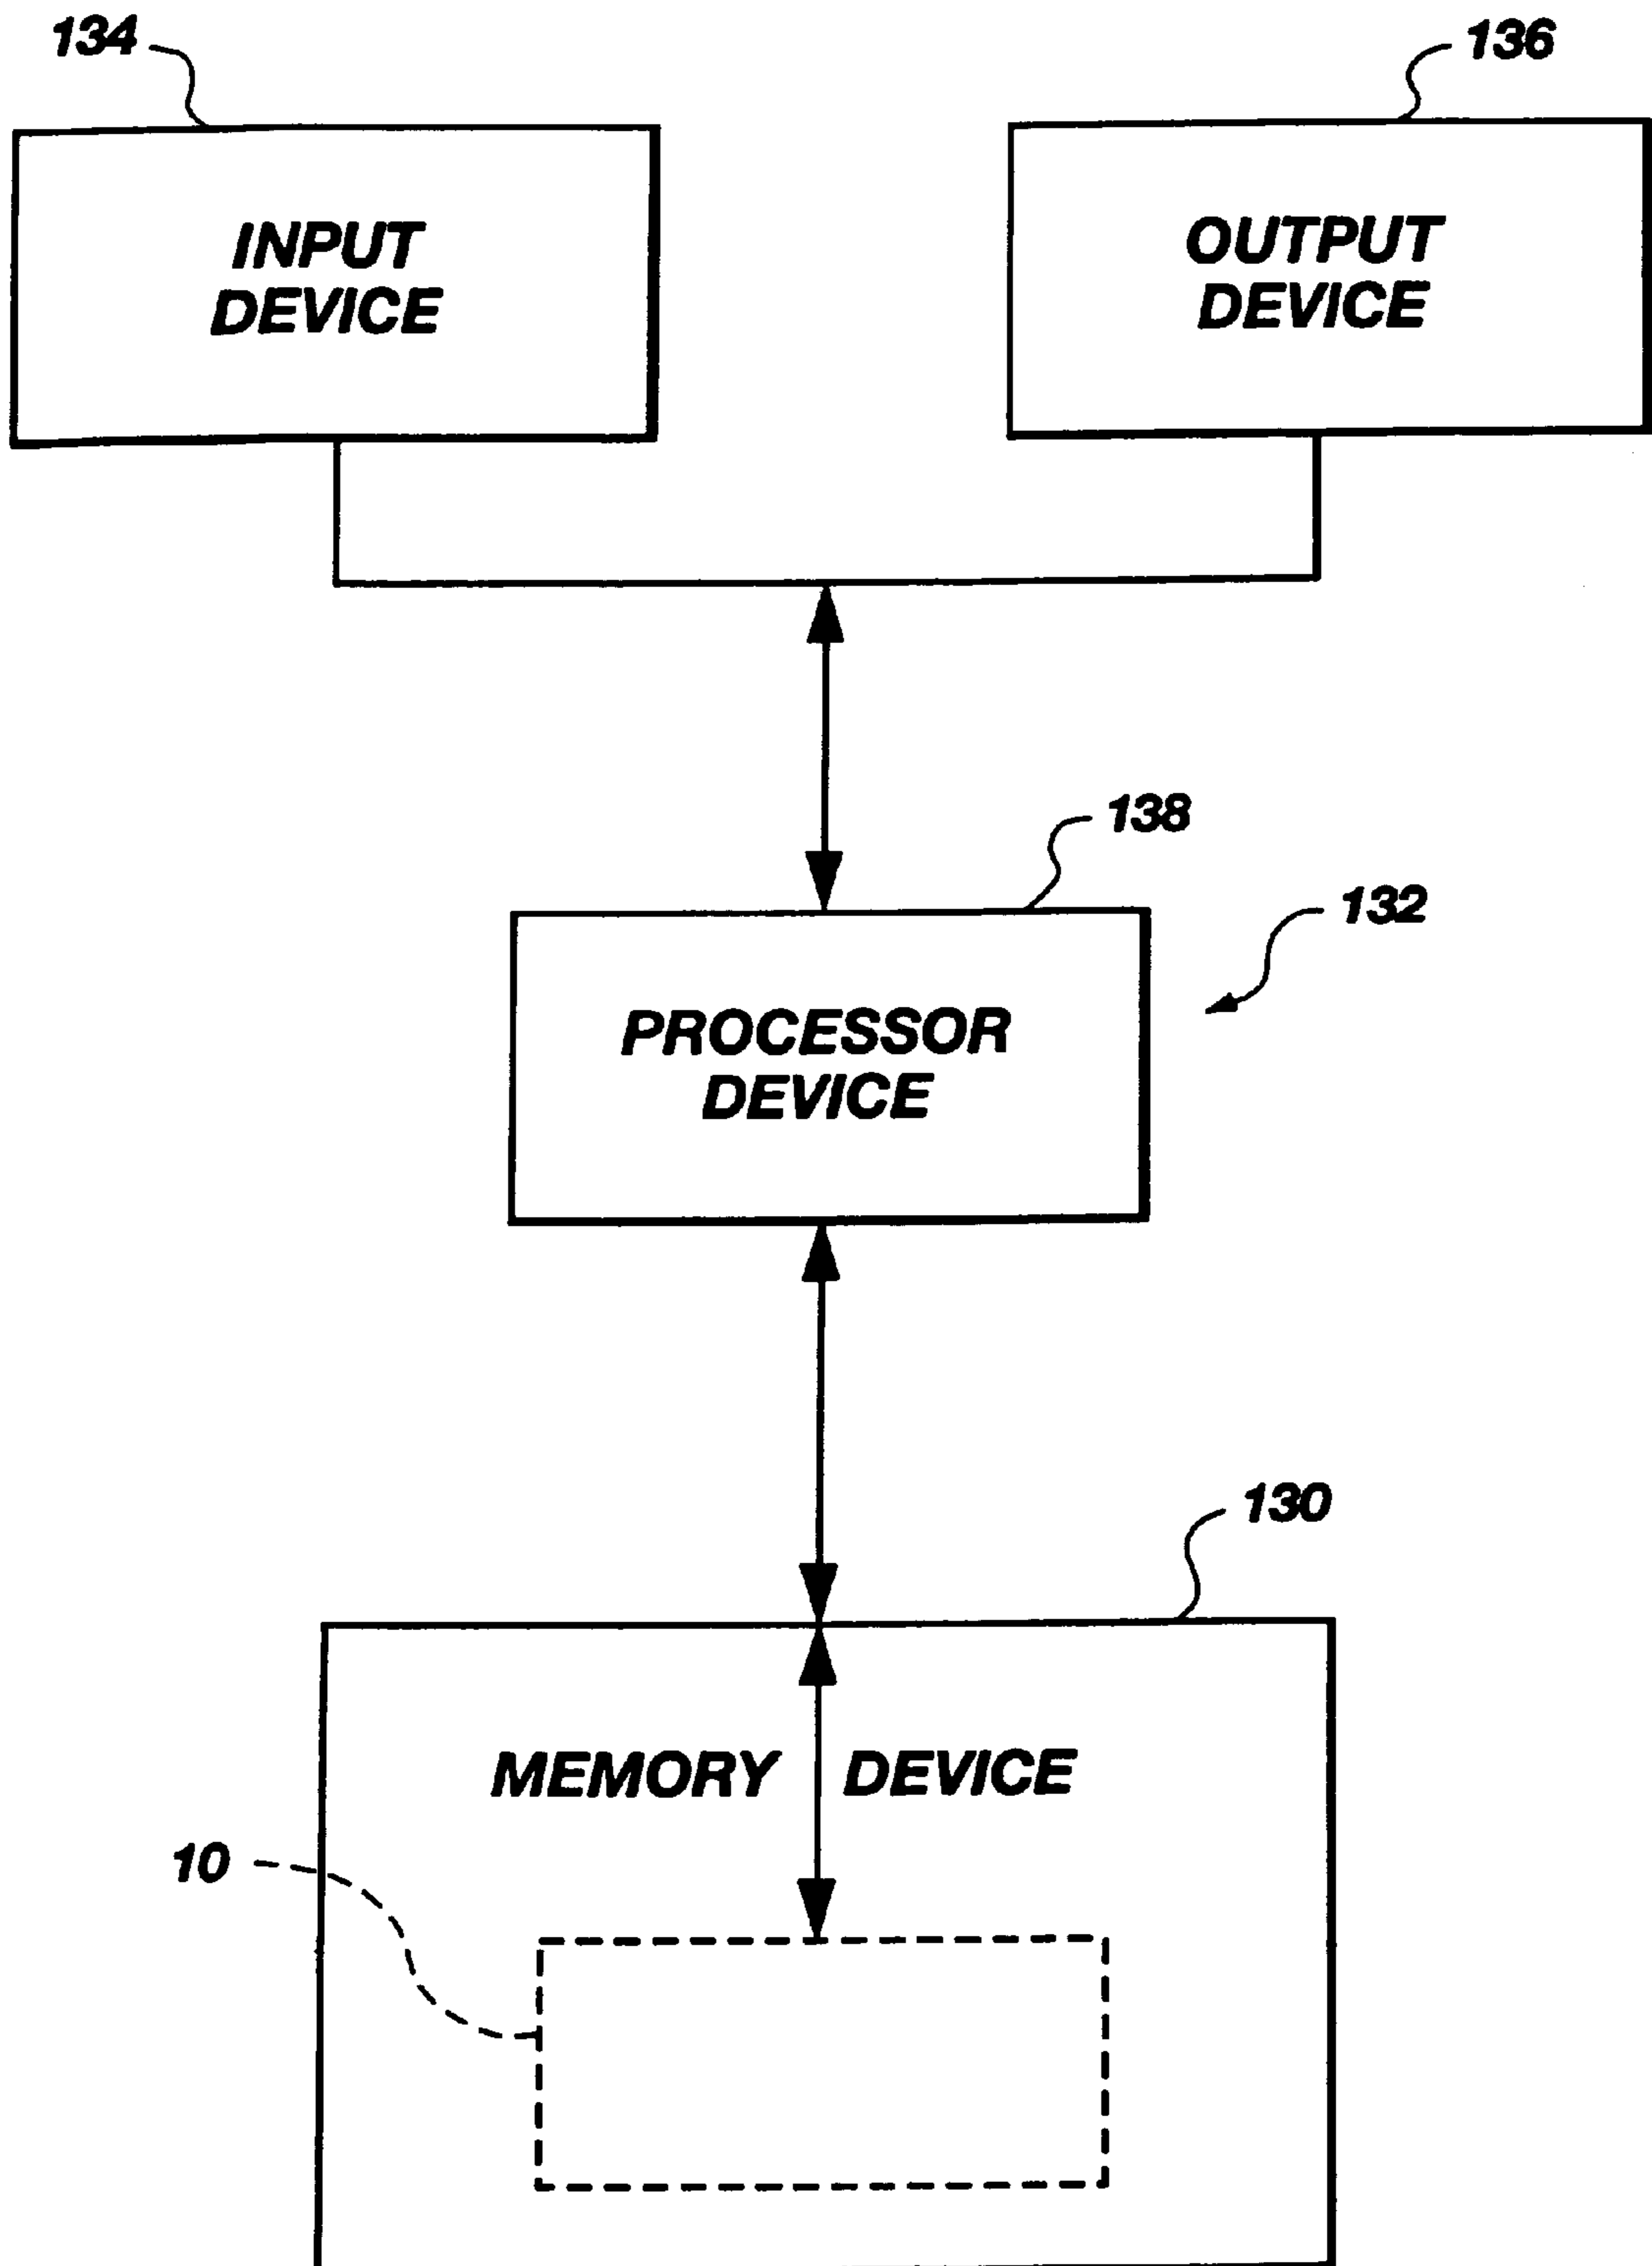 134
136
INPUT
DEVICE
OUTPUT
DEVICE
138
132
PROCESSOR
DEVICE
130
MEMORY DEVICE
10